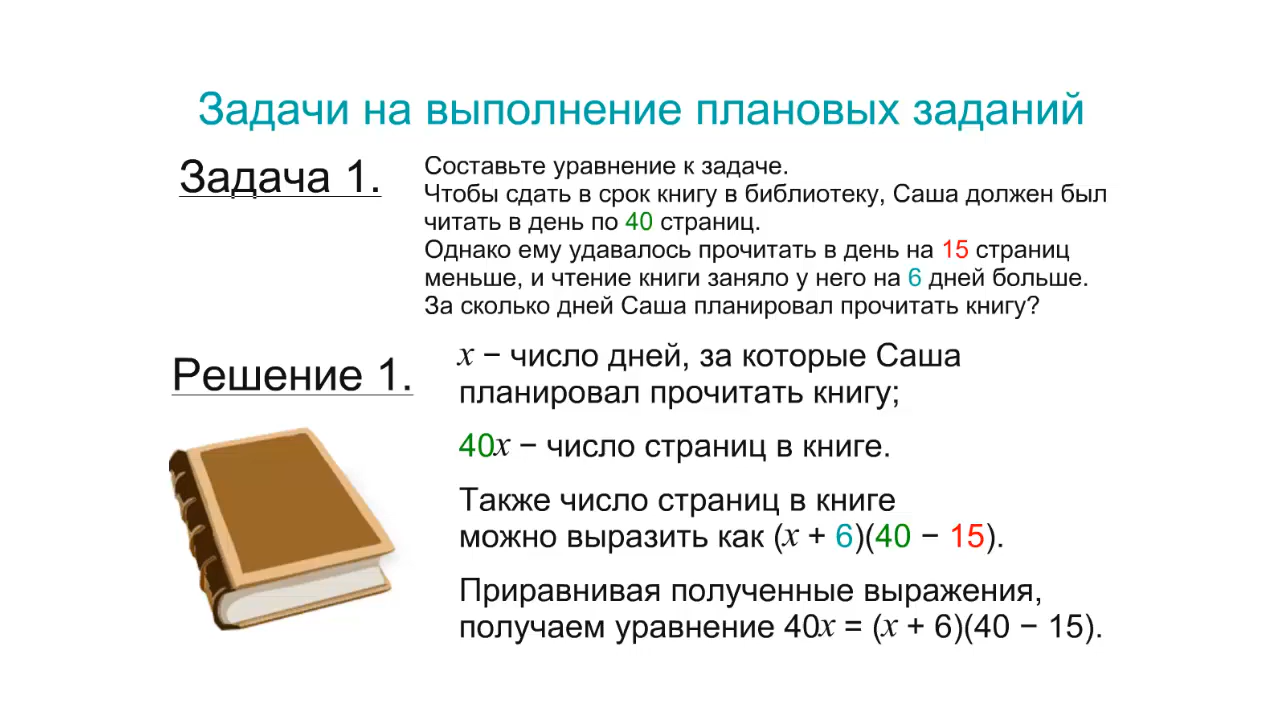 Задачи на выполнение плановых заданий
Задача 1.
Составьте уравнение к задаче.
Чтобы сдать в срок книгу в библиотеку, Саша должен был
читать в день по 40 страниц.
Однако ему удавалось прочитать в день на 15 страниц
меньше, и чтение книги заняло у него на 6 дней больше.
За сколько дней Саша планировал прочитать книгу?
Решение 1.
x − число дней, за которые Саша
планировал прочитать книгу;
40x − число страниц в книге.
Также число страниц в книге
можно выразить как (x + 6)(40 − 15).
Приравнивая полученные выражения,
получаем уравнение 40x = (x + 6)(40 − 15).